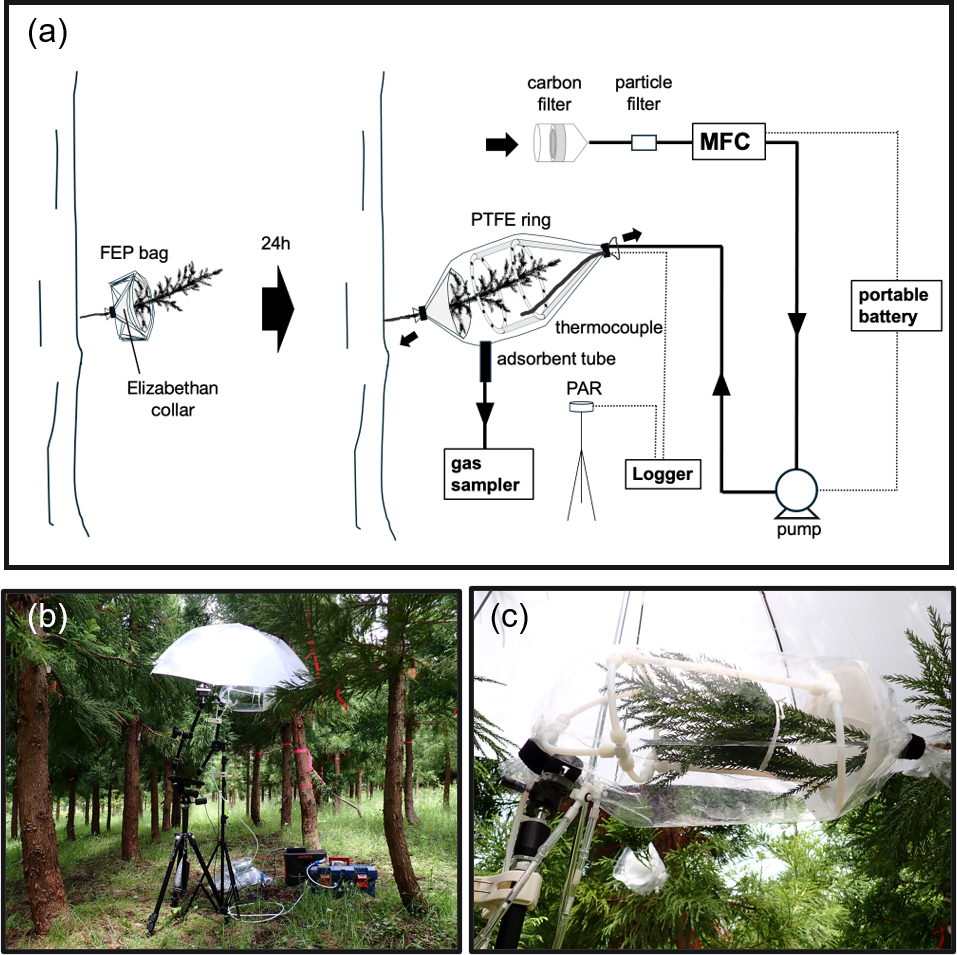 (a)
carbon
filter
particle
filter
MFC
PTFE ring
24h
FEP bag
portable
battery
thermocouple
adsorbent tube
Elizabethan
collar
PAR
gas
sampler
Logger
pump
(b)
(c)